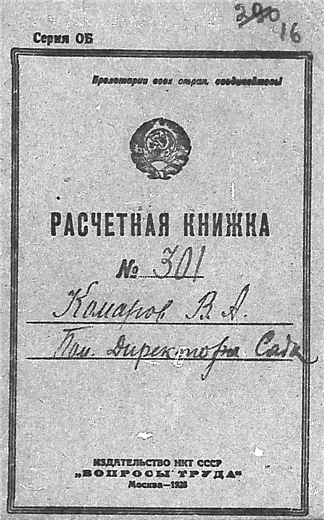 380
16
Серия ОБ
Пролетарии всех стран, соединяйтесь!
РАСЧЕТНАЯ КНИЖКА
№ 301
Комаров В. А.
Пом. Директора Сада
ИЗДАТЕЛЬСТВО НКТ СССР
„ВОПРОСЫ ТРУДА"
Москва—1928